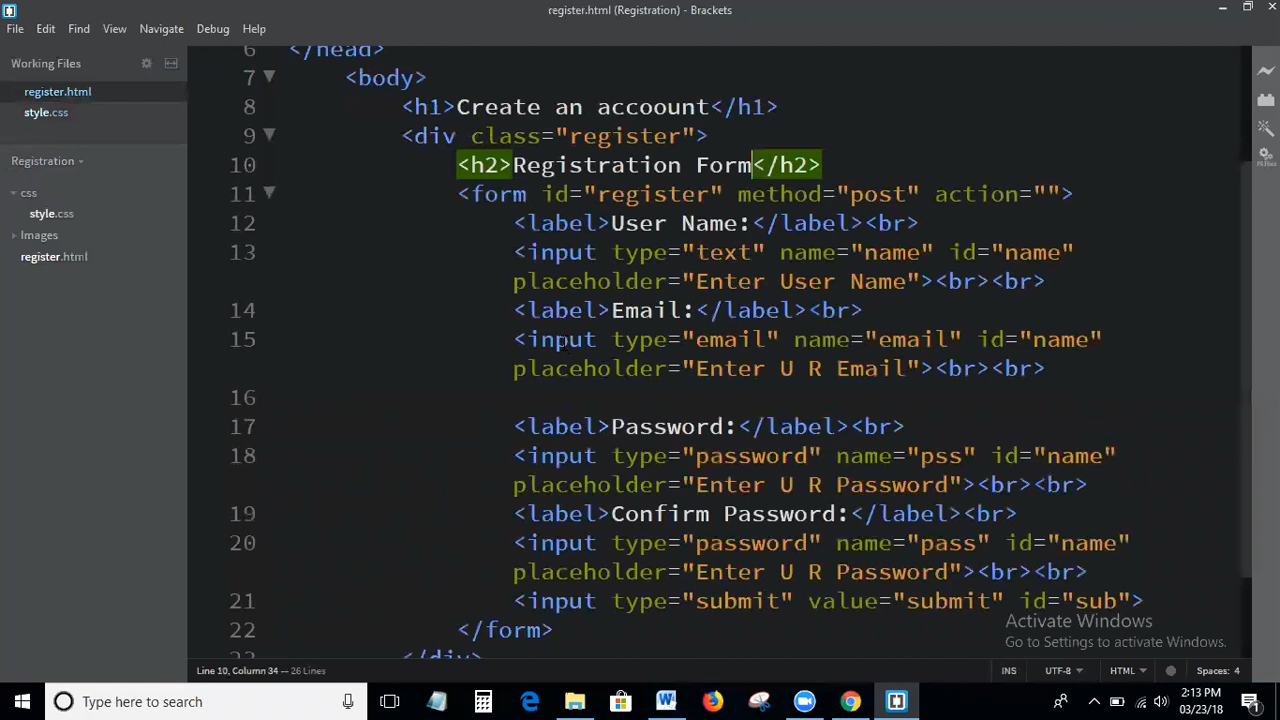 register.html (Registration) - Brackets
File Edit Find View Navigate Debug Help
Working Files
register.html
style.css
Registration
css
style.css
Images
register.html
6 </head>
7 <body>
8 <h1>Create an accoount</h1>
9 <div class="register">
10 <h2>Registration Form</h2>
11 <form id="register" method="post" action="">
12 <label>User Name:</label><br>
13 <input type="text" name="name" id="name"
placeholder="Enter User Name"><br><br>
14 <label>Email:</label><br>
15 <input type="email" name="email" id="name"
placeholder="Enter U R Email"><br><br>
16
17 <label>Password:</label><br>
18 <input type="password" name="pss" id="name"
placeholder="Enter U R Password"><br><br>
19 <label>Confirm Password:</label><br>
20 <input type="password" name="pass" id="name"
placeholder="Enter U R Password"><br><br>
21 <input type="submit" value="submit" id="sub">
22 </form>
23 </div>
Activate Windows
Go to Settings to activate Windows.
Line 10, Column 34 — 26 Lines
INS UTF-8 HTML Spaces: 4
Type here to search
2:13 PM
03/23/18